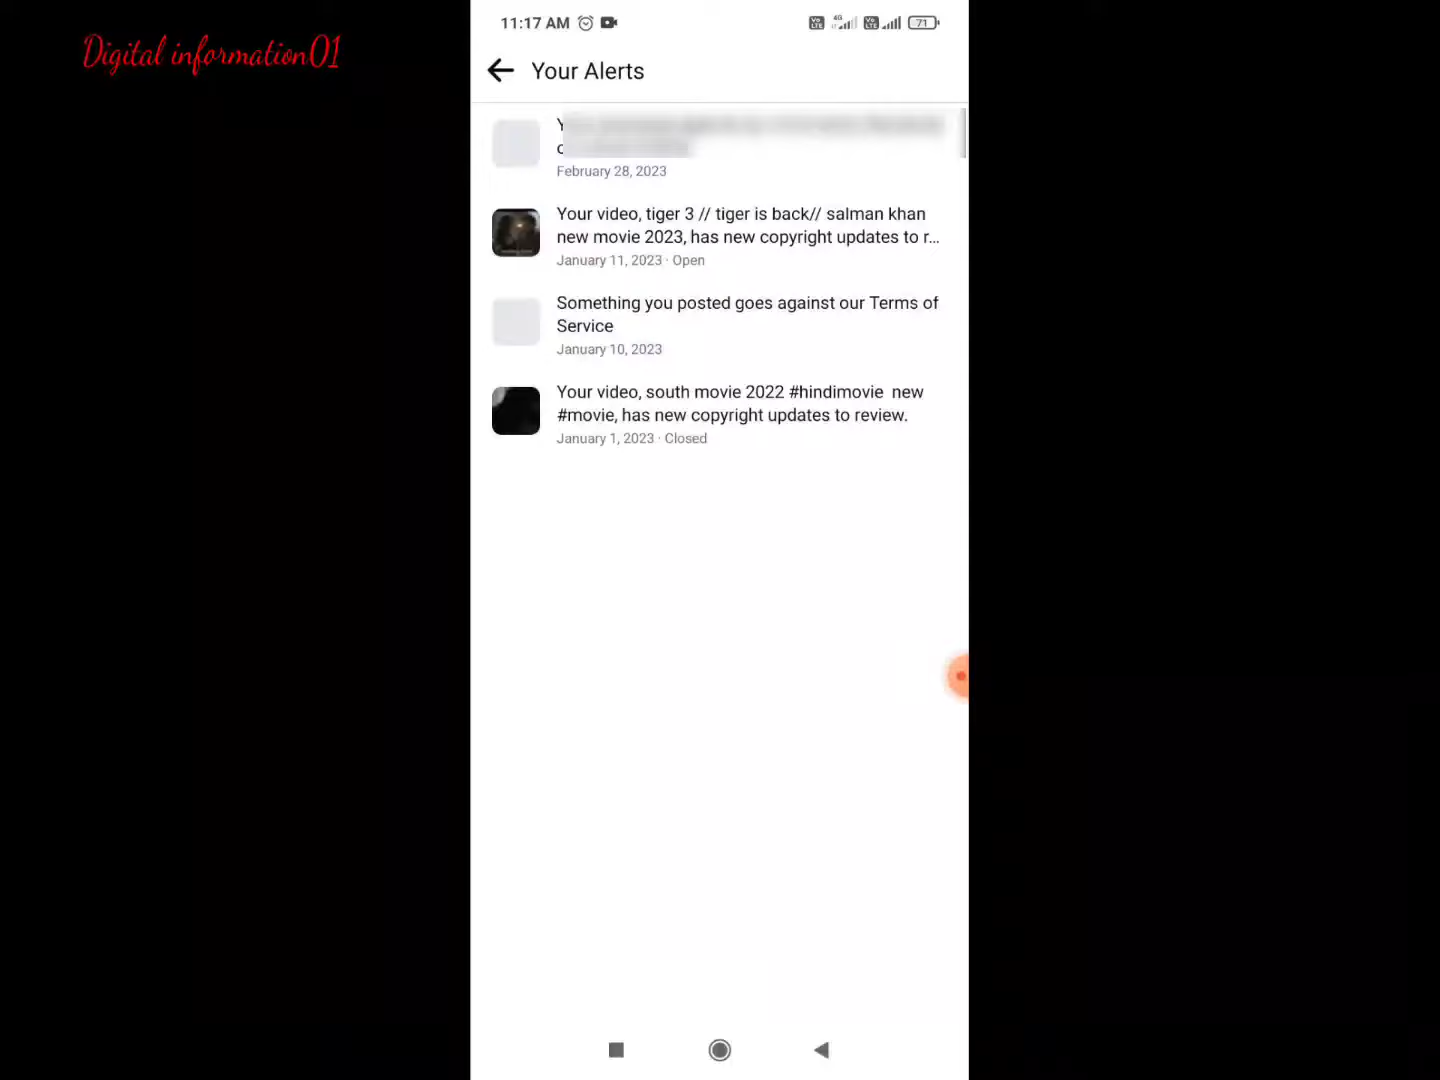 Digital information01
11:17 AM
4G
71
Your Alerts
February 28, 2023
Your video, tiger 3 // tiger is back// salman khan
new movie 2023, has new copyright updates to r...
January 11, 2023 · Open
Something you posted goes against our Terms of
Service
January 10, 2023
Your video, south movie 2022 #hindimovie  new
#movie, has new copyright updates to review.
January 1, 2023 · Closed